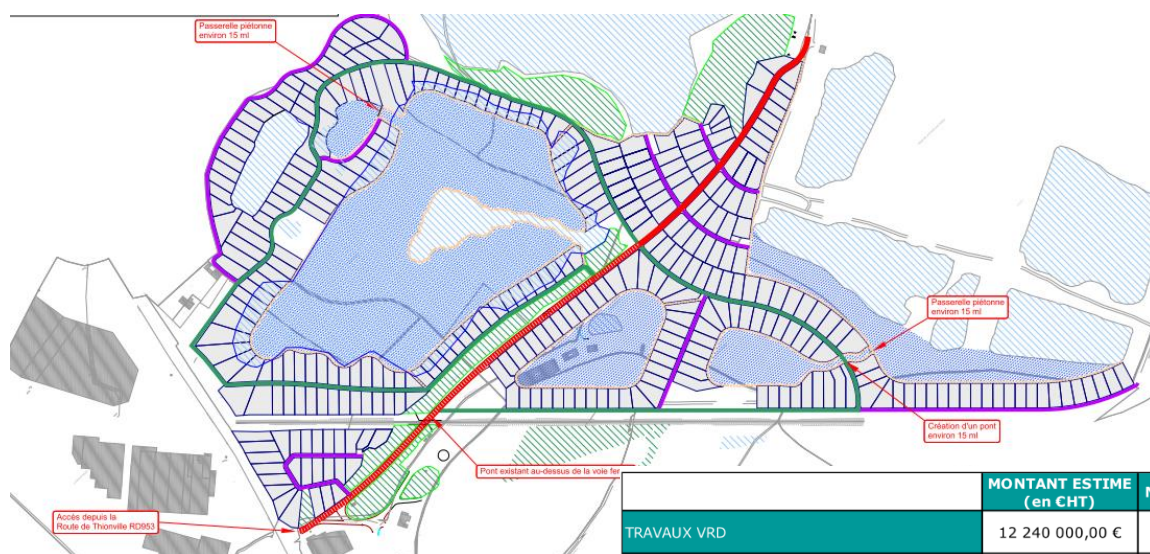 Passerelle piétonne
environ 15 ml
Passerelle piétonne
environ 15 ml
Création d'un pont
environ 15 ml
Pont existant au-dessus de la voie fer
Accès depuis la
Route de Thionville RD953
MONTANT ESTIME
(en €HT)
N
TRAVAUX VRD
12 240 000,00 €